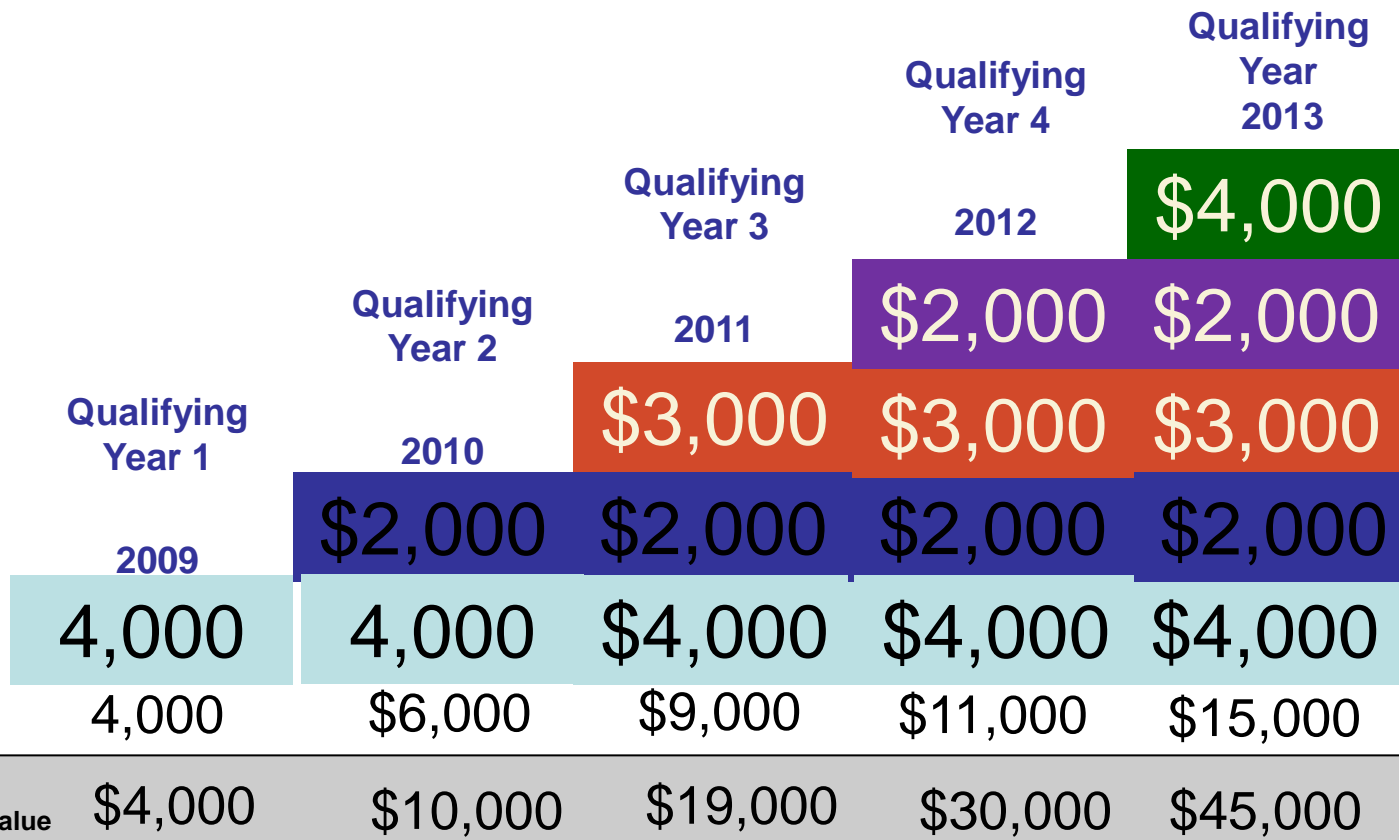 Qualifying
Year
2013
Qualifying
Year 4
2012
$4,000
Qualifying
Year 3
2011
$2,000 $2,000
Qualifying
Year 2
2010
$3,000 $3,000 $3,000
Qualifying
Year 1
2009
$2,000 $2,000 $2,000 $2,000
4,000 4,000 $4,000 $4,000 $4,000
4,000 $6,000 $9,000 $11,000 $15,000
alue $4,000 $10,000 $19,000 $30,000 $45,000